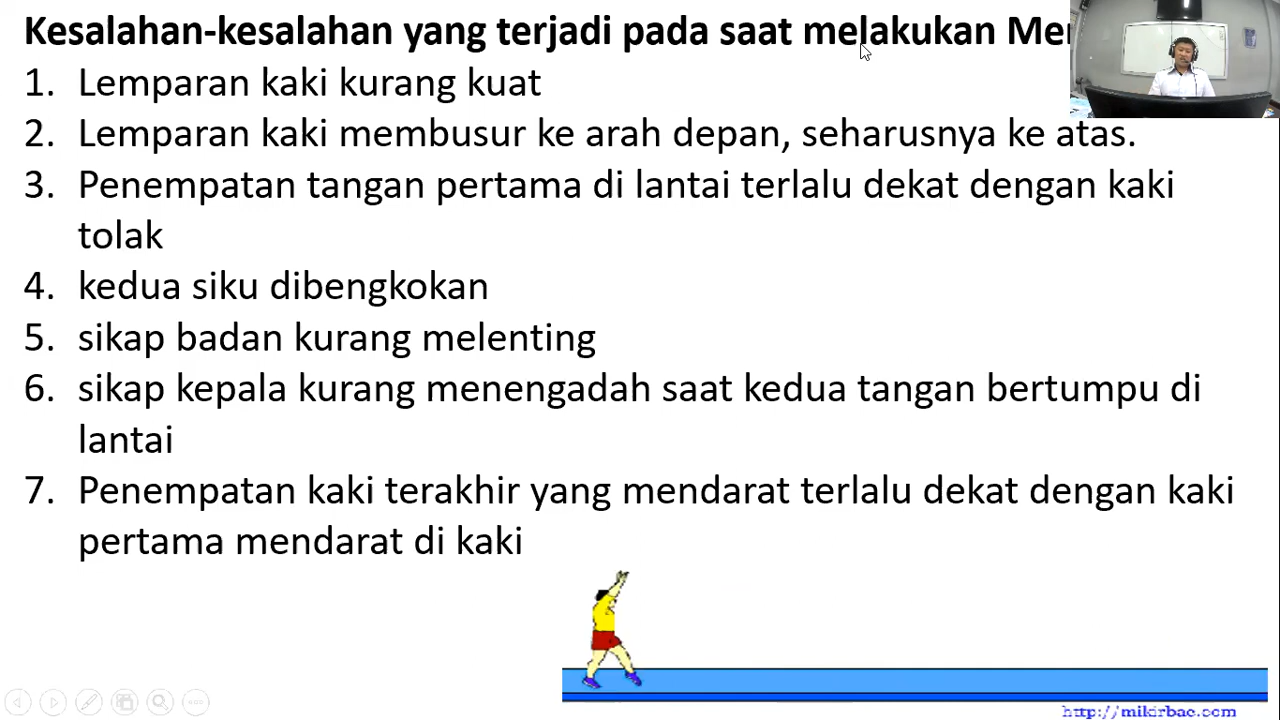 Kesalahan-kesalahan yang terjadi pada saat melakukan
1. Lemparan kaki kurang kuat
2. Lemparan kaki membusur ke arah depan, seharusnya ke atas.
3. Penempatan tangan pertama di lantai terlalu dekat dengan kaki
tolak
4. kedua siku dibengkokan
5. sikap badan kurang melenting
6. sikap kepala kurang menengadah saat kedua tangan bertumpu di
lantai
7. Penempatan kaki terakhir yang mendarat terlalu dekat dengan kaki
pertama mendarat di kaki
http://mikirbae.com